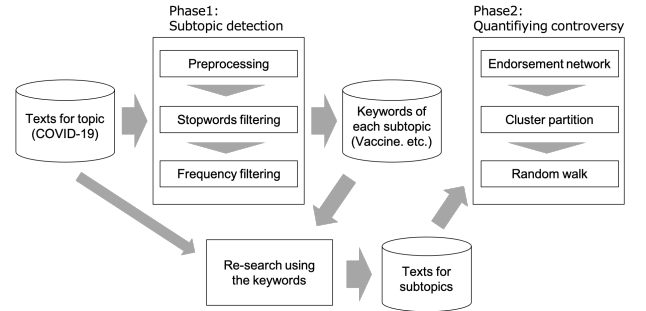 Phase1:
Subtopic detection
Preprocessing
Stopwords filtering
Frequency filtering
Texts for topic
(COVID-19)
Keywords of
each subtopic
(Vaccine. etc.)
Phase2:
Quantifiying controversy
Endorsement network
Cluster partition
Random walk
Re-search using
the keywords
Texts for
subtopics